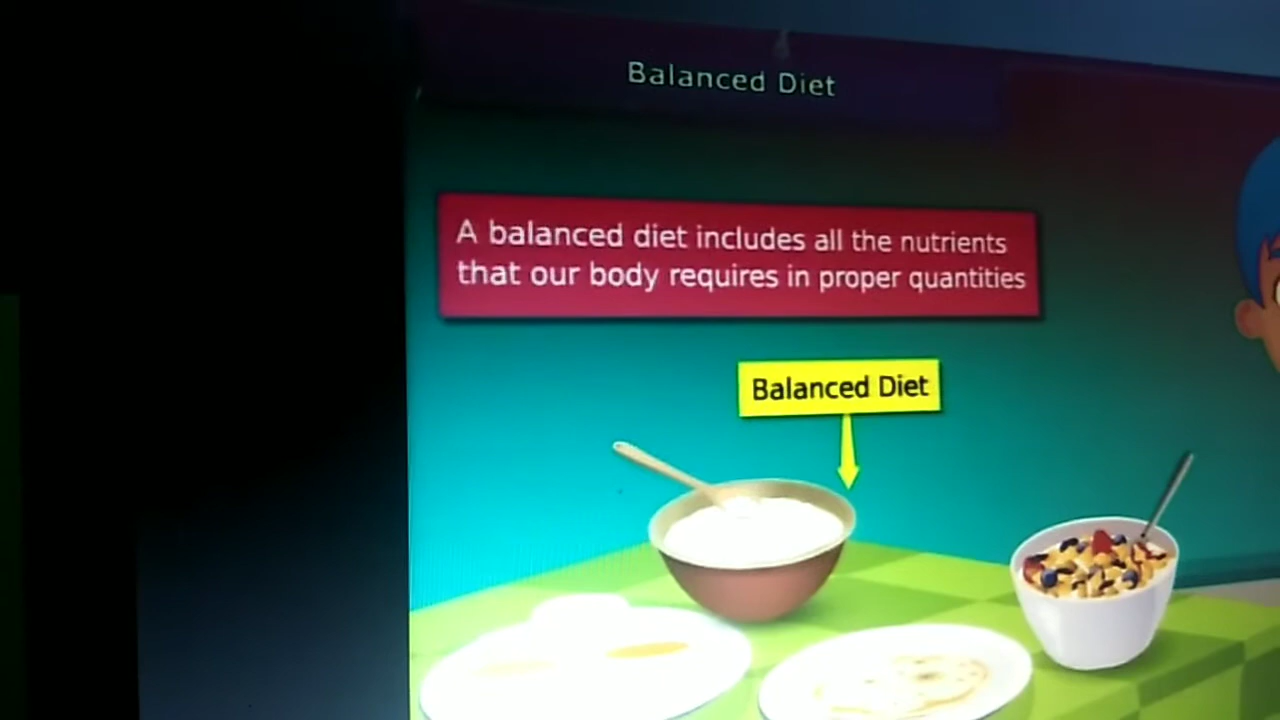 Balanced Diet
A balanced diet includes all the nutrients
that our body requires in proper quantities
Balanced Diet